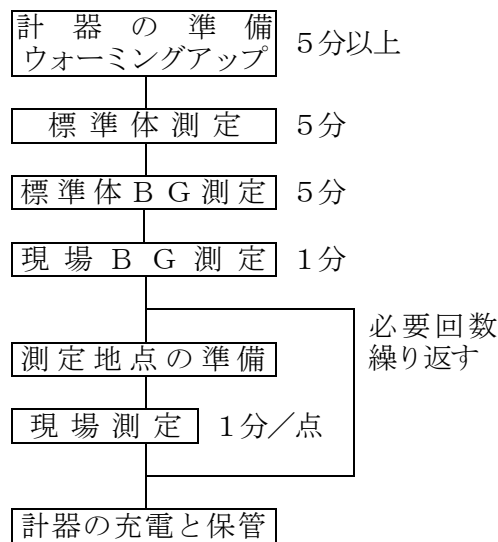 計器の準備
ウォーミングアップ
5分以上
標準体測定
5分
標準体BG測定
5分
現場BG測定
1分
必要回数
繰り返す
測定地点の準備
現場測定
1分/点
計器の充電と保管